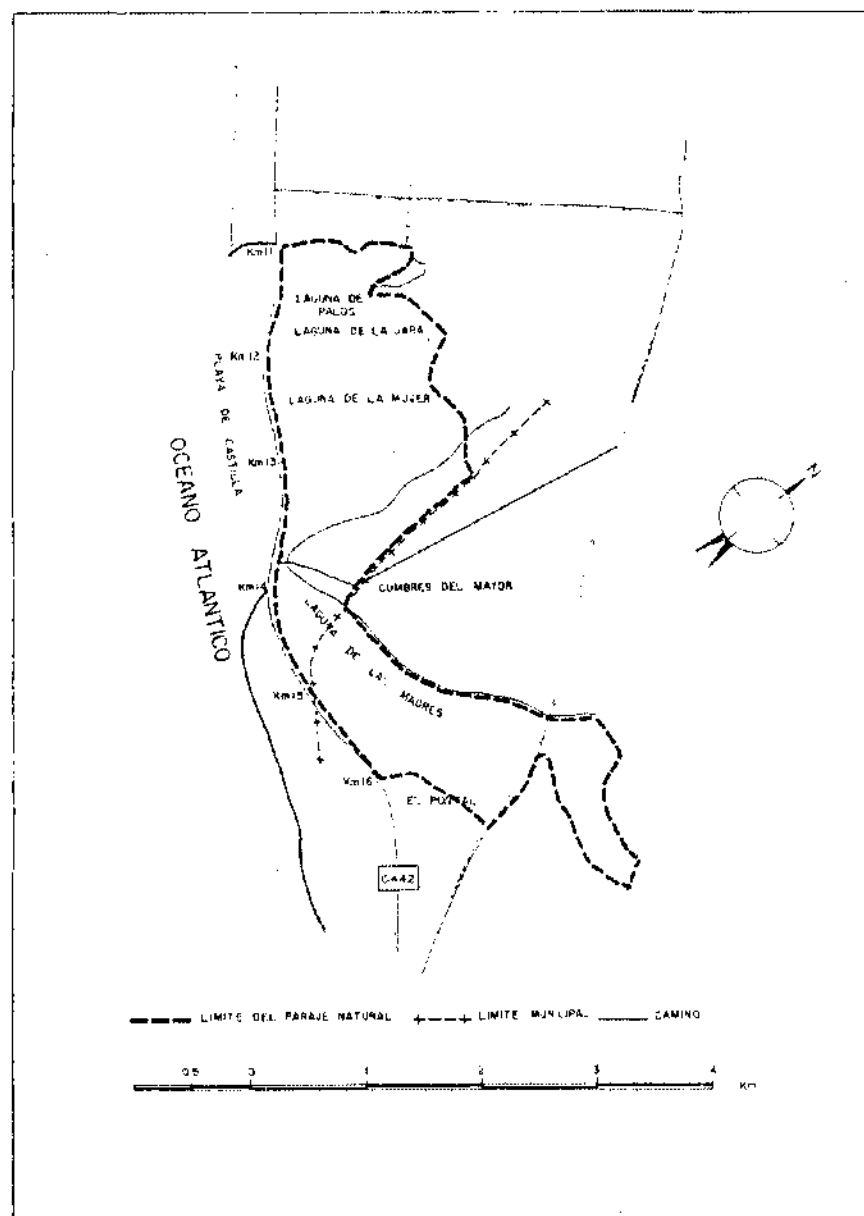 Km 11
LAGUNA DE
PALOS
LAGUNA DE LA JARA
Km 12
PLAYA DE CASTILLA
LAGUNA DE LA MUJER
OCEANO ATLANTICO
Km 13
N
Km 14
CUMBRES DEL MAYOR
LAGUNA DE LAS MADRES
Km 15
Km 16
EL PORTAL
C-442
LIMITE DEL PARAJE NATURAL
LIMITE MUNICIPAL
CAMINO
0,5 0 1 2 3 4 Km